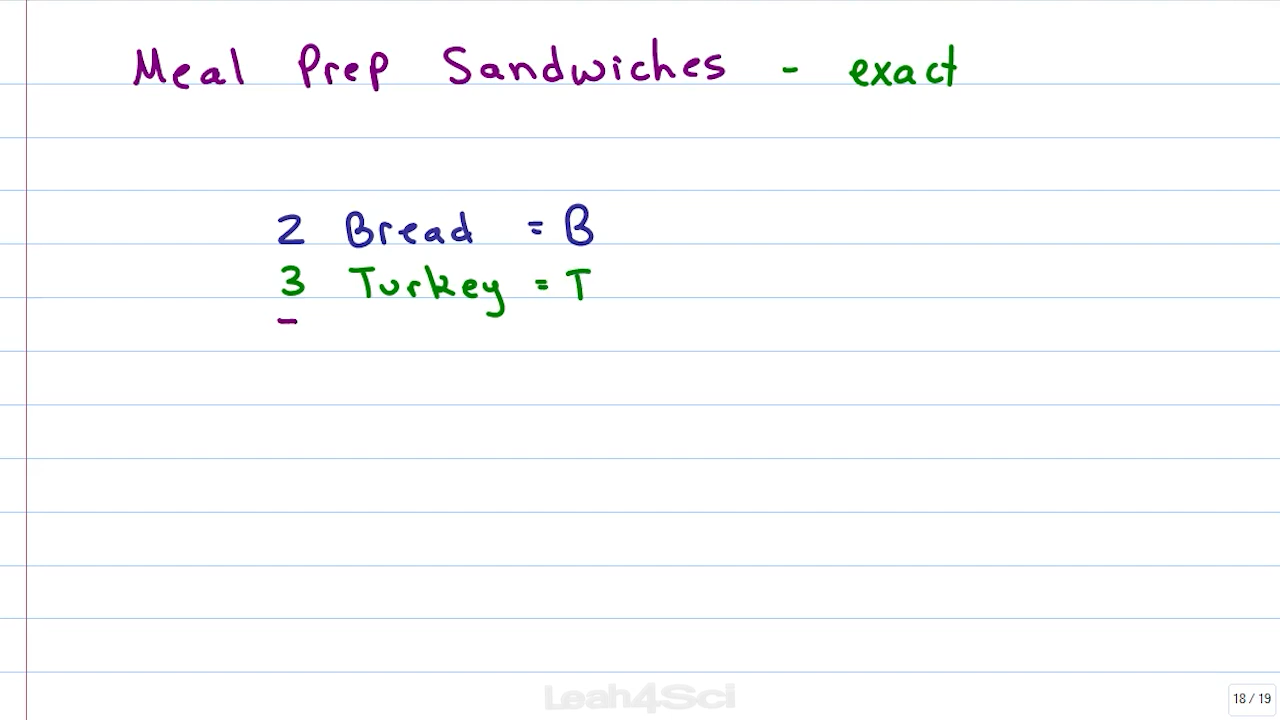 Meal Prep Sandwiches - exact
2 Bread = B
3 Turkey = T
-
Leah4Sci
18 / 19